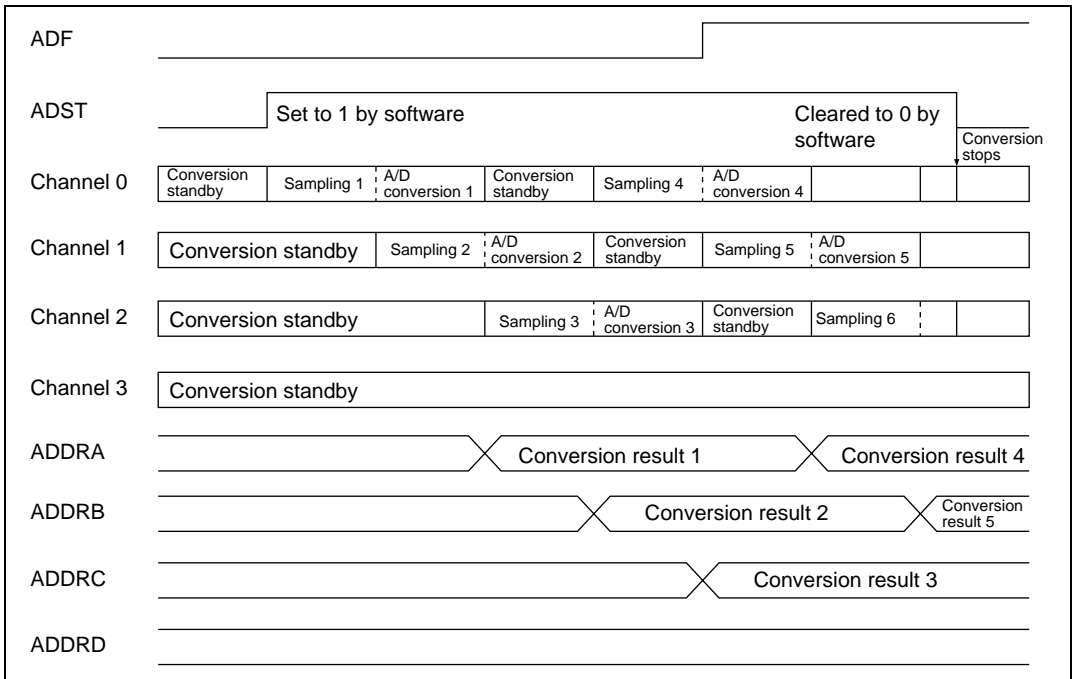 ADF
ADST
Set to 1 by software
Cleared to 0 by
software
Conversion
stops
Channel 0
Conversion
standby
Sampling 1
A/D
conversion 1
Conversion
standby
Sampling 4
A/D
conversion 4
Channel 1
Conversion standby
Sampling 2
A/D
conversion 2
Conversion
standby
Sampling 5
A/D
conversion 5
Channel 2
Conversion standby
Sampling 3
A/D
conversion 3
Conversion
standby
Sampling 6
Channel 3
Conversion standby
ADDRA
Conversion result 1
Conversion result 4
ADDRB
Conversion result 2
Conversion
result 5
ADDRC
Conversion result 3
ADDRD